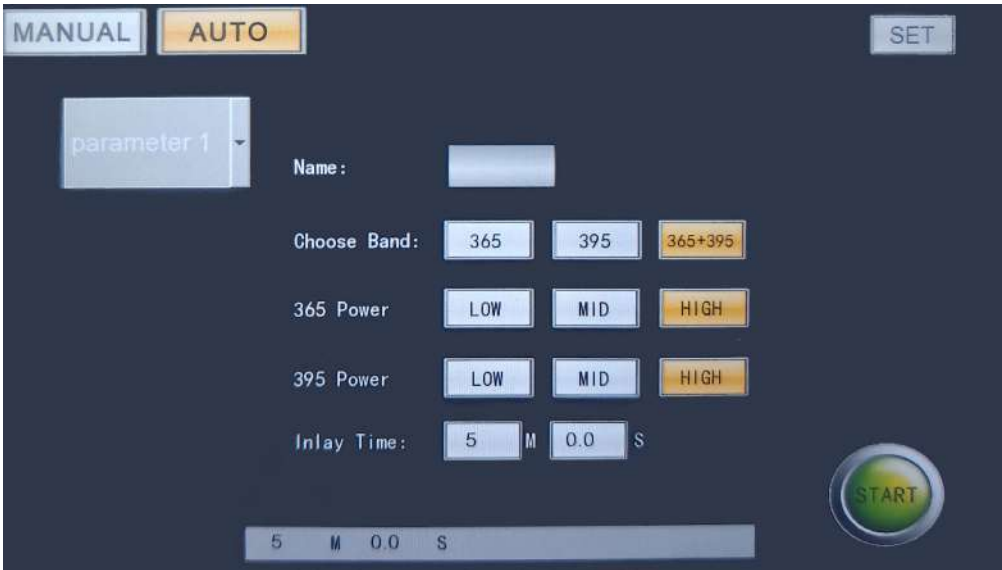 MANUAL AUTO SET
parameter 1
Name:
Choose Band: 365 395 365+395
365 Power LOW MID HIGH
395 Power LOW MID HIGH
Inlay Time: 5 M 0.0 S
START
5 M 0.0 S